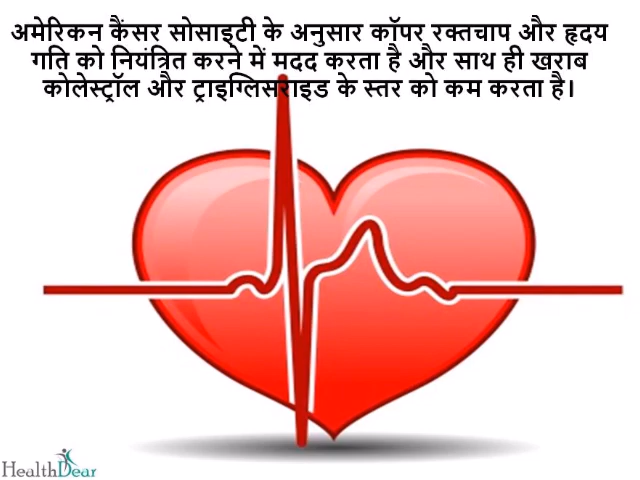 अमेरिकन कैंसर सोसाइटी के अनुसार कॉपर रक्तचाप और हृदय
गति को नियंत्रित करने में मदद करता है और साथ ही खराब
कोलेस्ट्रॉल और ट्राइग्लिसराइड के स्तर को कम करता है।
HealthDear